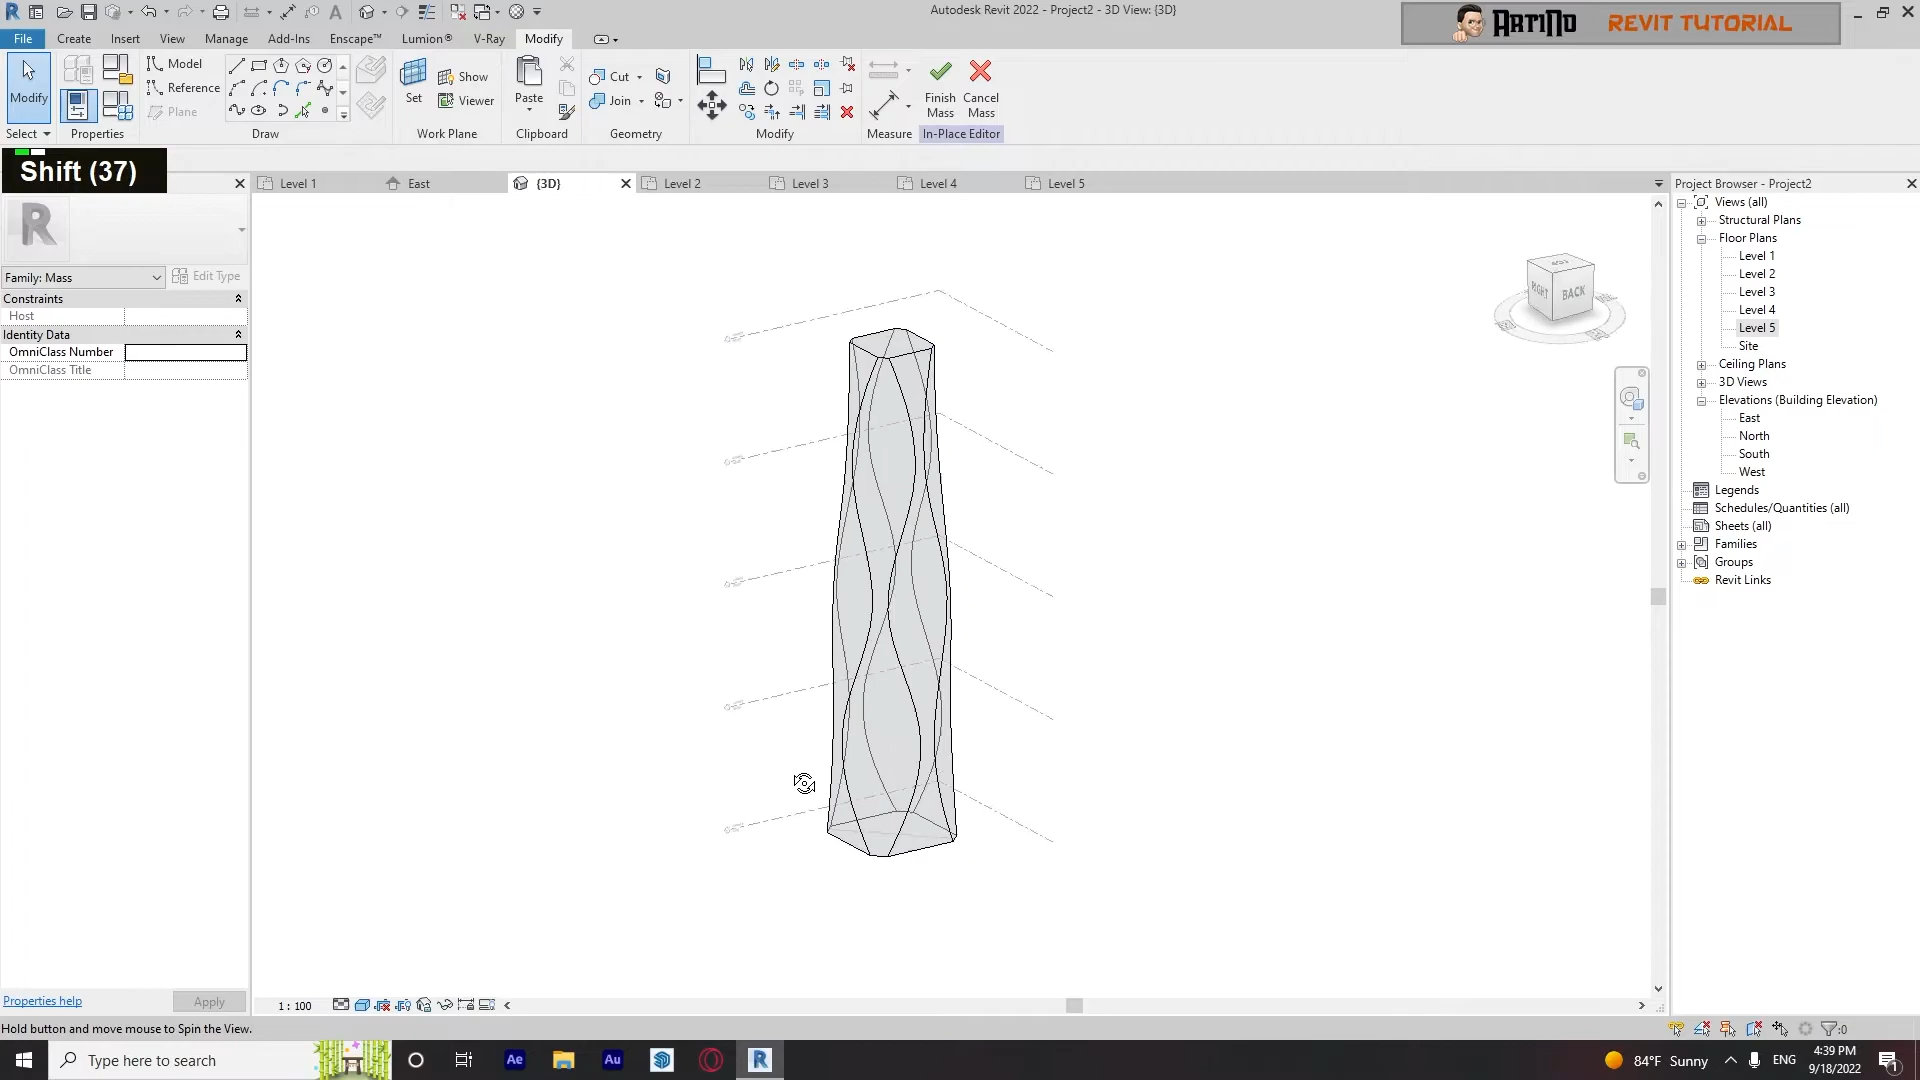 Autodesk Revit 2022 - Project2 - 3D View: {3D}
ARTINO REVIT TUTORIAL
File Create Insert View Manage Add-Ins Enscape™ Lumion® V-Ray Modify
Modify
Select
Properties
Model
Reference
Plane
Draw
Set
Show
Viewer
Work Plane
Paste
Clipboard
Cut
Join
Geometry
Modify
Measure
Finish Mass
Cancel Mass
In-Place Editor
Shift (37)
Level 1 East {3D} Level 2 Level 3 Level 4 Level 5
Family: Mass Edit Type
Constraints
Host
Identity Data
OmniClass Number
OmniClass Title
RIGHT BACK
Project Browser - Project2
Views (all)
Structural Plans
Floor Plans
Level 1
Level 2
Level 3
Level 4
Level 5
Site
Ceiling Plans
3D Views
Elevations (Building Elevation)
East
North
South
West
Legends
Schedules/Quantities (all)
Sheets (all)
Families
Groups
Revit Links
Properties help Apply
1 : 100
Hold button and move mouse to Spin the View.
:0
Type here to search
Ae
Au
R
84°F Sunny
ENG
4:39 PM
9/18/2022
1